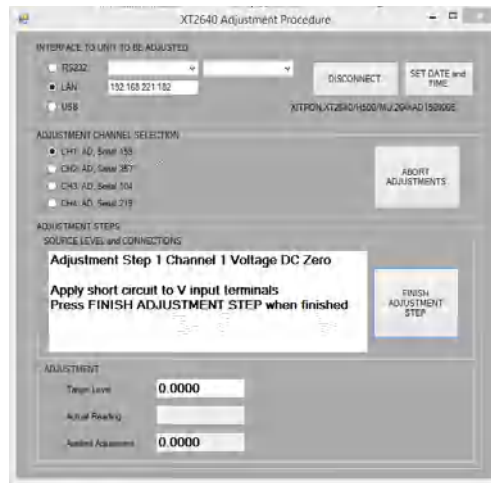 XT2640 Adjustment Procedure
INTERFACE TO UNIT TO BE ADJUSTED
RS232
LAN
192.168.221.182
USB
DISCONNECT
SET DATE and
TIME
ADJUSTMENT CHANNEL SELECTION
CH1: AD, Serial
CH2: AD, Serial 357
CH3: AD, Serial 104
CH4: AD, Serial 219
ABORT
ADJUSTMENTS
ADJUSTMENT STEPS
SOURCE LEVEL and CONNECTIONS
Adjustment Step 1 Channel 1 Voltage DC Zero
Apply short circuit to V input terminals
Press FINISH ADJUSTMENT STEP when finished
FINISH
ADJUSTMENT
STEP
ADJUSTMENT
Target Level
0.0000
Actual Reading
Applied Adjustment
0.0000